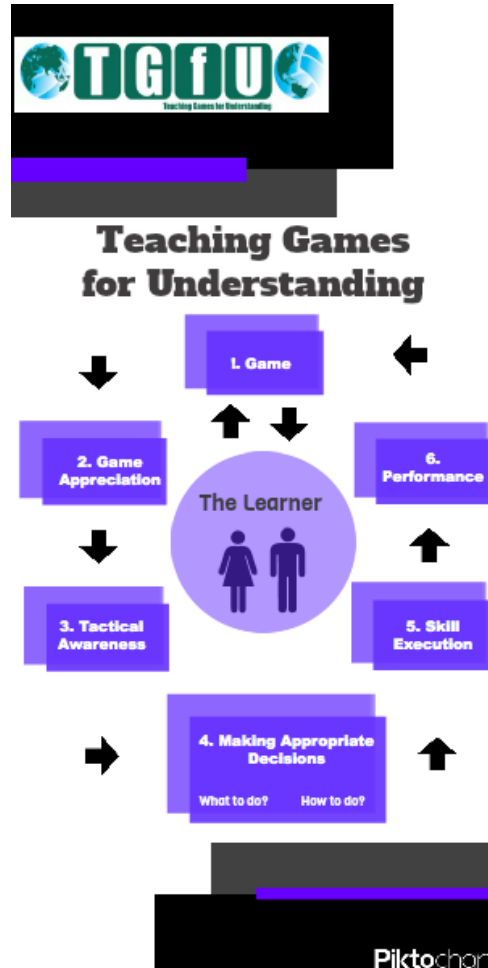 TGfU
Teaching Games for Understanding
Teaching Games
for Understanding
1. Game
2. Game
Appreciation
The Learner
6.
Performance
3. Tactical
Awareness
5. Skill
Execution
4. Making Appropriate
Decisions
What to do?
How to do?
Piktochar